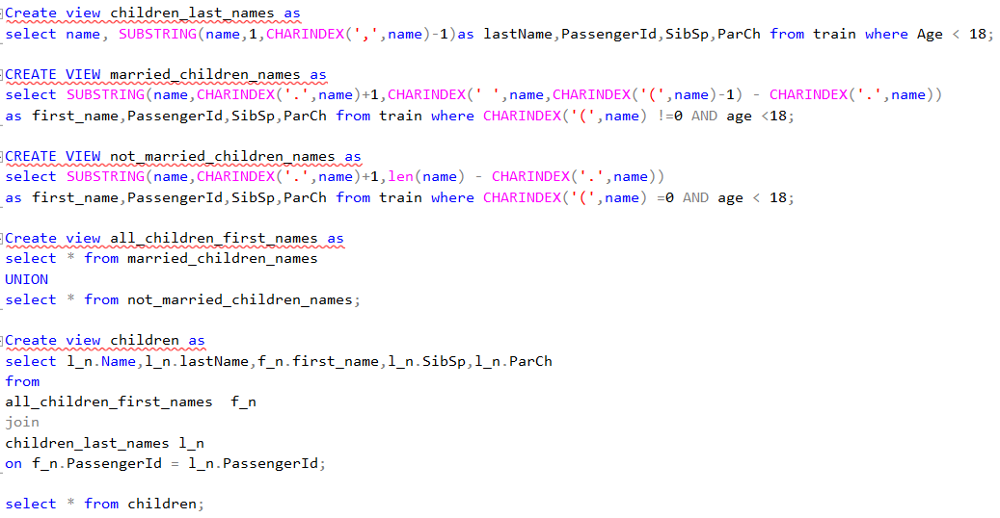 Create view children_last_names as
select name, SUBSTRING(name,1,CHARINDEX(',',name)-1)as lastName,PassengerId,SibSp,ParCh from train where Age < 18;
CREATE VIEW married_children_names as
select SUBSTRING(name,CHARINDEX('.',name)+1,CHARINDEX(' ',name,CHARINDEX('(',name)-1) - CHARINDEX('.',name))
as first_name,PassengerId,SibSp,ParCh from train where CHARINDEX('(',name) !=0 AND age <18;
CREATE VIEW not_married_children_names as
select SUBSTRING(name,CHARINDEX('.',name)+1,len(name) - CHARINDEX('.',name))
as first_name,PassengerId,SibSp,ParCh from train where CHARINDEX('(',name) =0 AND age < 18;
Create view all_children_first_names as
select * from married_children_names
UNION
select * from not_married_children_names;
Create view children as
select l_n.Name,l_n.lastName,f_n.first_name,l_n.SibSp,l_n.ParCh
from
all_children_first_names  f_n
join
children_last_names l_n
on f_n.PassengerId = l_n.PassengerId;
select * from children;